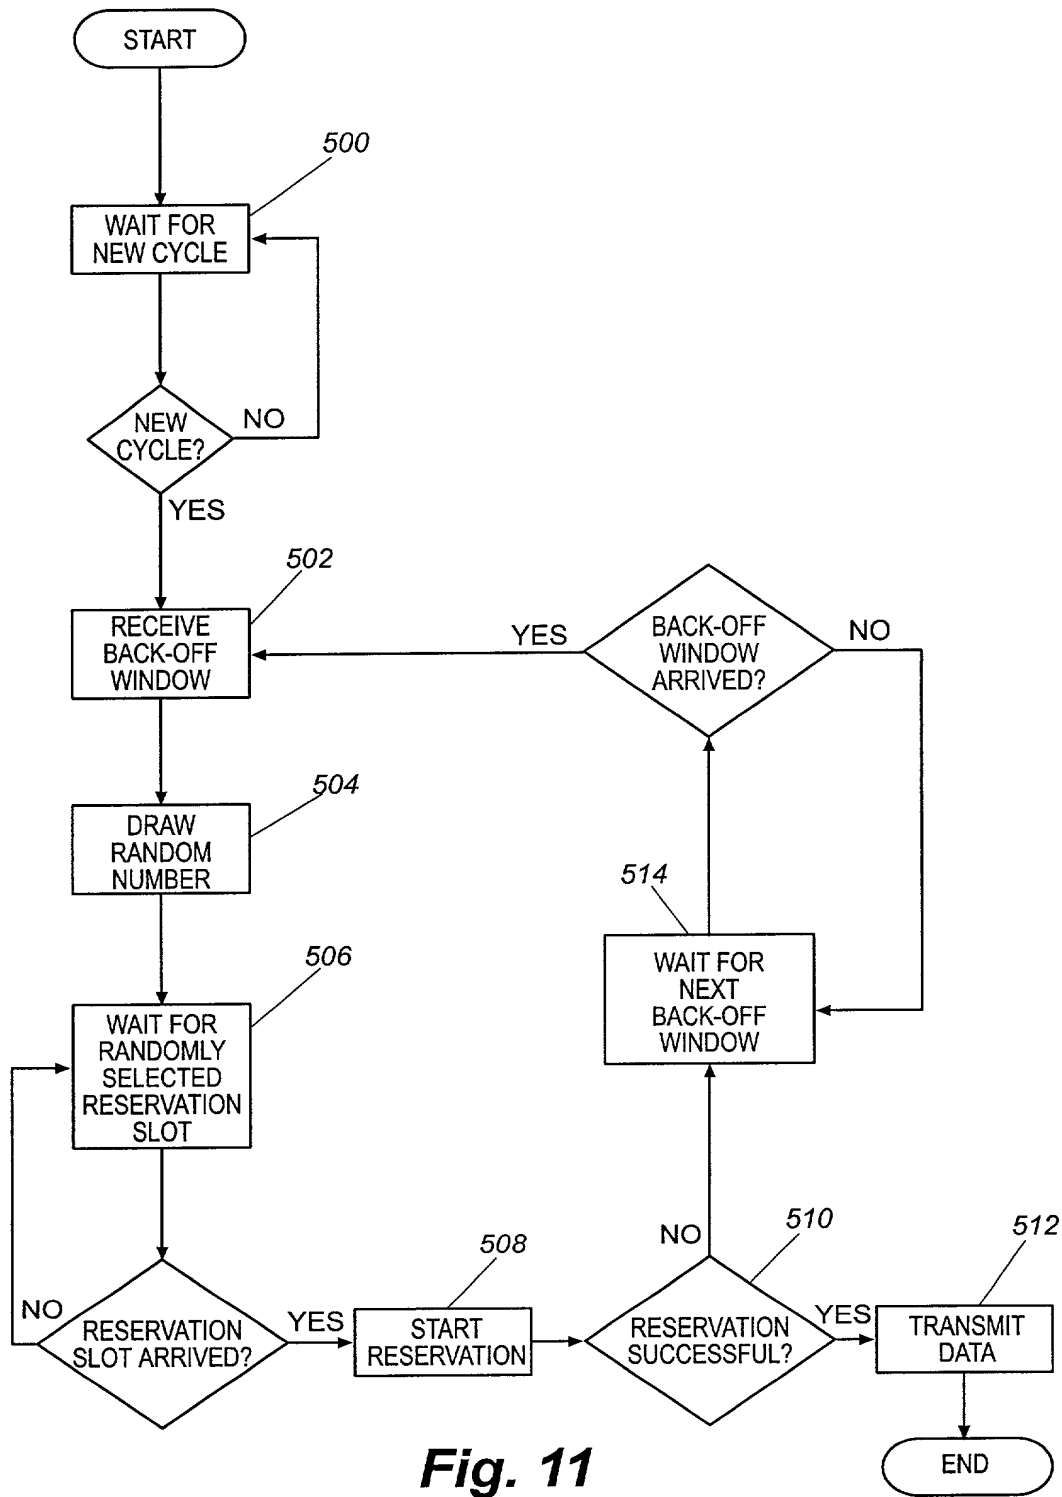 START
500
WAIT FOR
NEW CYCLE
NEW
CYCLE?
NO
YES
502
RECEIVE
BACK-OFF
WINDOW
YES
BACK-OFF
WINDOW
ARRIVED?
NO
504
DRAW
RANDOM
NUMBER
514
WAIT FOR
NEXT
BACK-OFF
WINDOW
506
WAIT FOR
RANDOMLY
SELECTED
RESERVATION
SLOT
NO
RESERVATION
SLOT ARRIVED?
YES
508
START
RESERVATION
NO
510
RESERVATION
SUCCESSFUL?
YES
512
TRANSMIT
DATA
END
Fig. 11